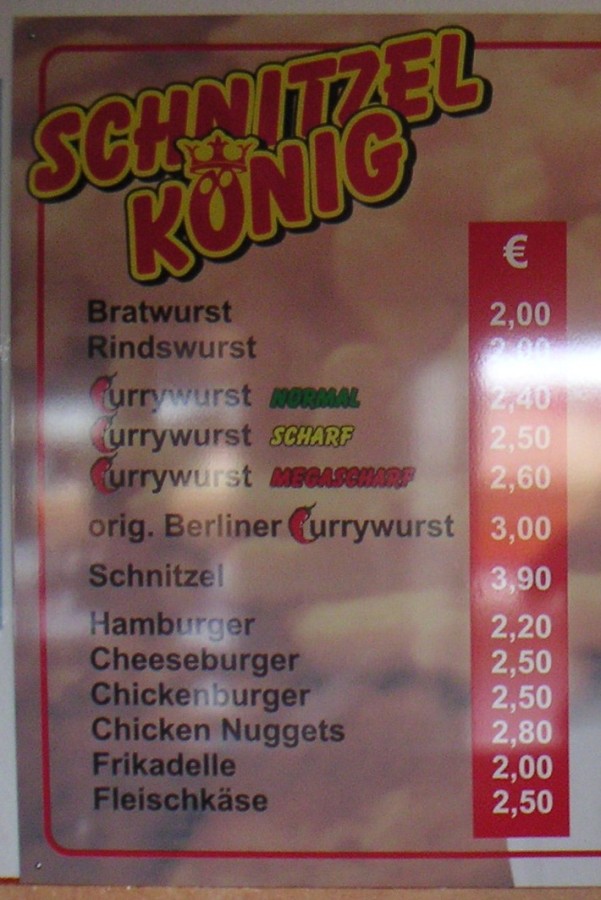 SCHNITZEL
KÖNIG
€
Bratwurst 2,00
Rindswurst 2,00
Currywurst NORMAL 2,40
Currywurst SCHARF 2,50
Currywurst MEGASCHARF 2,60
orig. Berliner Currywurst 3,00
Schnitzel 3,90
Hamburger 2,20
Cheeseburger 2,50
Chickenburger 2,50
Chicken Nuggets 2,80
Frikadelle 2,00
Fleischkäse 2,50